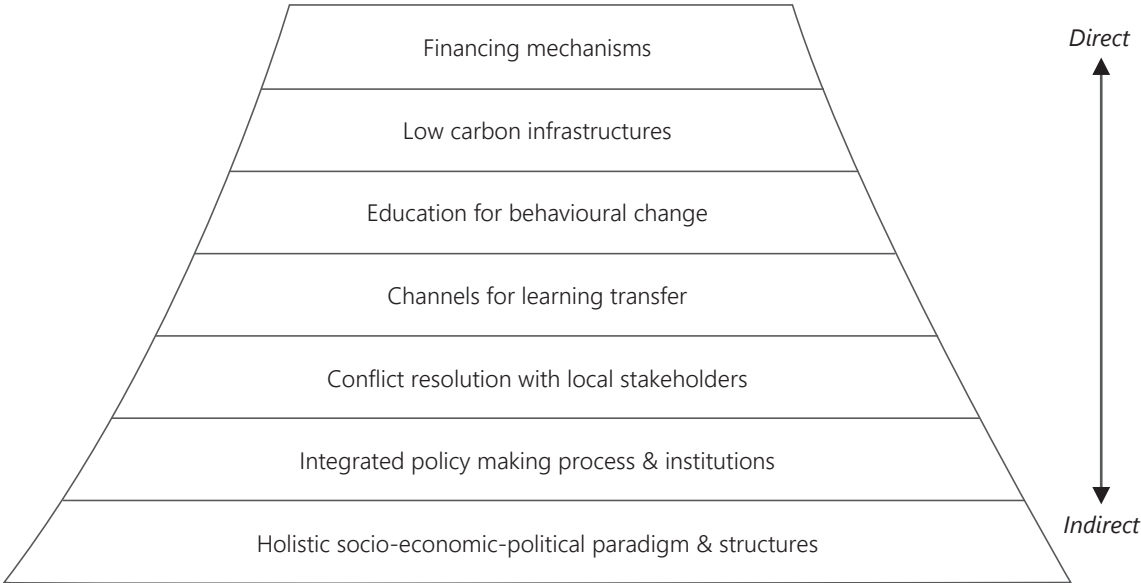 Direct
Financing mechanisms
Low carbon infrastructures
Education for behavioural change
Channels for learning transfer
Conflict resolution with local stakeholders
Integrated policy making process & institutions
Indirect
Holistic socio-economic-political paradigm & structures